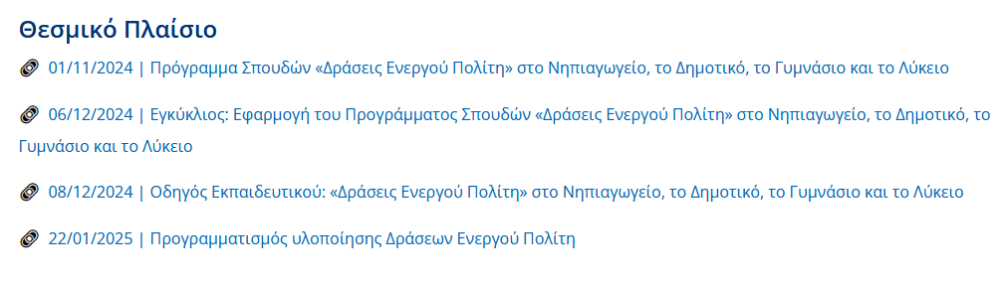 Θεσμικό Πλαίσιο
01/11/2024 | Πρόγραμμα Σπουδών «Δράσεις Ενεργού Πολίτη» στο Νηπιαγωγείο, το Δημοτικό, το Γυμνάσιο και το Λύκειο
06/12/2024 | Εγκύκλιος: Εφαρμογή του Προγράμματος Σπουδών «Δράσεις Ενεργού Πολίτη» στο Νηπιαγωγείο, το Δημοτικό, το
Γυμνάσιο και το Λύκειο
08/12/2024 | Οδηγός Εκπαιδευτικού: «Δράσεις Ενεργού Πολίτη» στο Νηπιαγωγείο, το Δημοτικό, το Γυμνάσιο και το Λύκειο
22/01/2025 | Προγραμματισμός υλοποίησης Δράσεων Ενεργού Πολίτη